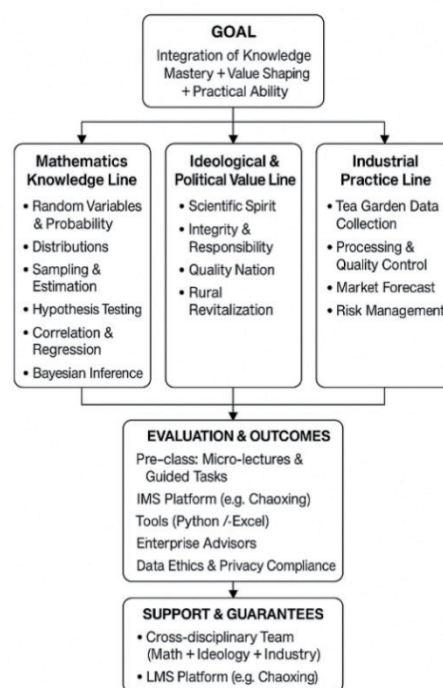 GOAL
Integration of Knowledge
Mastery + Value Shaping
+ Practical Ability
Mathematics
Knowledge Line
• Random Variables
& Probability
• Distributions
• Sampling &
Estimation
• Hypothesis Testing
• Correlation &
Regression
• Bayesian Inference
Ideological &
Political Value Line
• Scientific Spirit
• Integrity &
Responsibility
• Quality Nation
• Rural
Revitalization
Industrial
Practice Line
• Tea Garden Data
Collection
• Processing &
Quality Control
• Market Forecast
• Risk Management
EVALUATION & OUTCOMES
Pre–class: Micro-lectures &
Guided Tasks
IMS Platform (e.g. Chaoxing)
Tools (Python /-Excel)
Enterprise Advisors
Data Ethics & Privacy Compliance
SUPPORT & GUARANTEES
• Cross-disciplinary Team
(Math + Ideology + Industry)
• LMS Platform (e.g. Chaoxing)